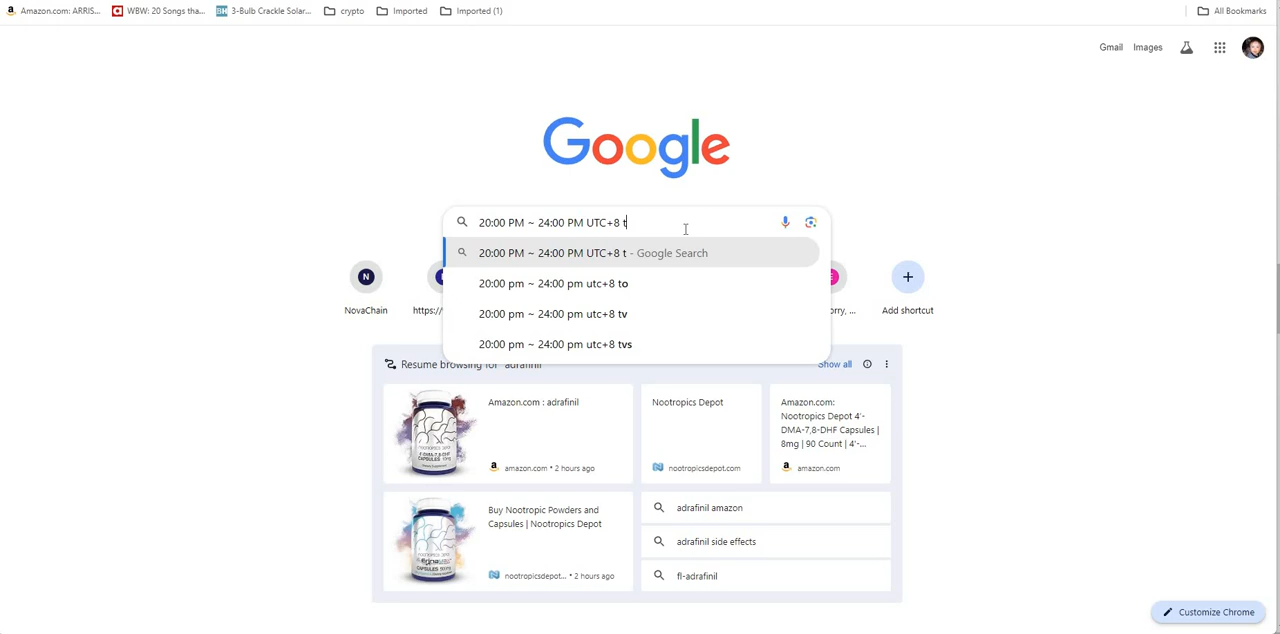 Amazon.com: ARRIS...
WBW: 20 Songs tha...
3-Bulb Crackle Solar...
crypto
Imported
Imported (1)
All Bookmarks
Gmail
Images
Google
20:00 PM ~ 24:00 PM UTC+8 t
20:00 PM ~ 24:00 PM UTC+8 t - Google Search
20:00 pm ~ 24:00 pm utc+8 to
20:00 pm ~ 24:00 pm utc+8 tv
20:00 pm ~ 24:00 pm utc+8 tvs
N
NovaChain
https://
E
orry, ...
Add shortcut
Resume browsing for "adrafinil"
Show all
Amazon.com : adrafinil
amazon.com • 2 hours ago
Nootropics Depot
nootropicsdepot.com
Amazon.com:
Nootropics Depot 4'-
DMA-7,8-DHF Capsules |
8mg | 90 Count | 4'-...
amazon.com
Buy Nootropic Powders and
Capsules | Nootropics Depot
nootropicsdepot... • 2 hours ago
adrafinil amazon
adrafinil side effects
fl-adrafinil
Customize Chrome